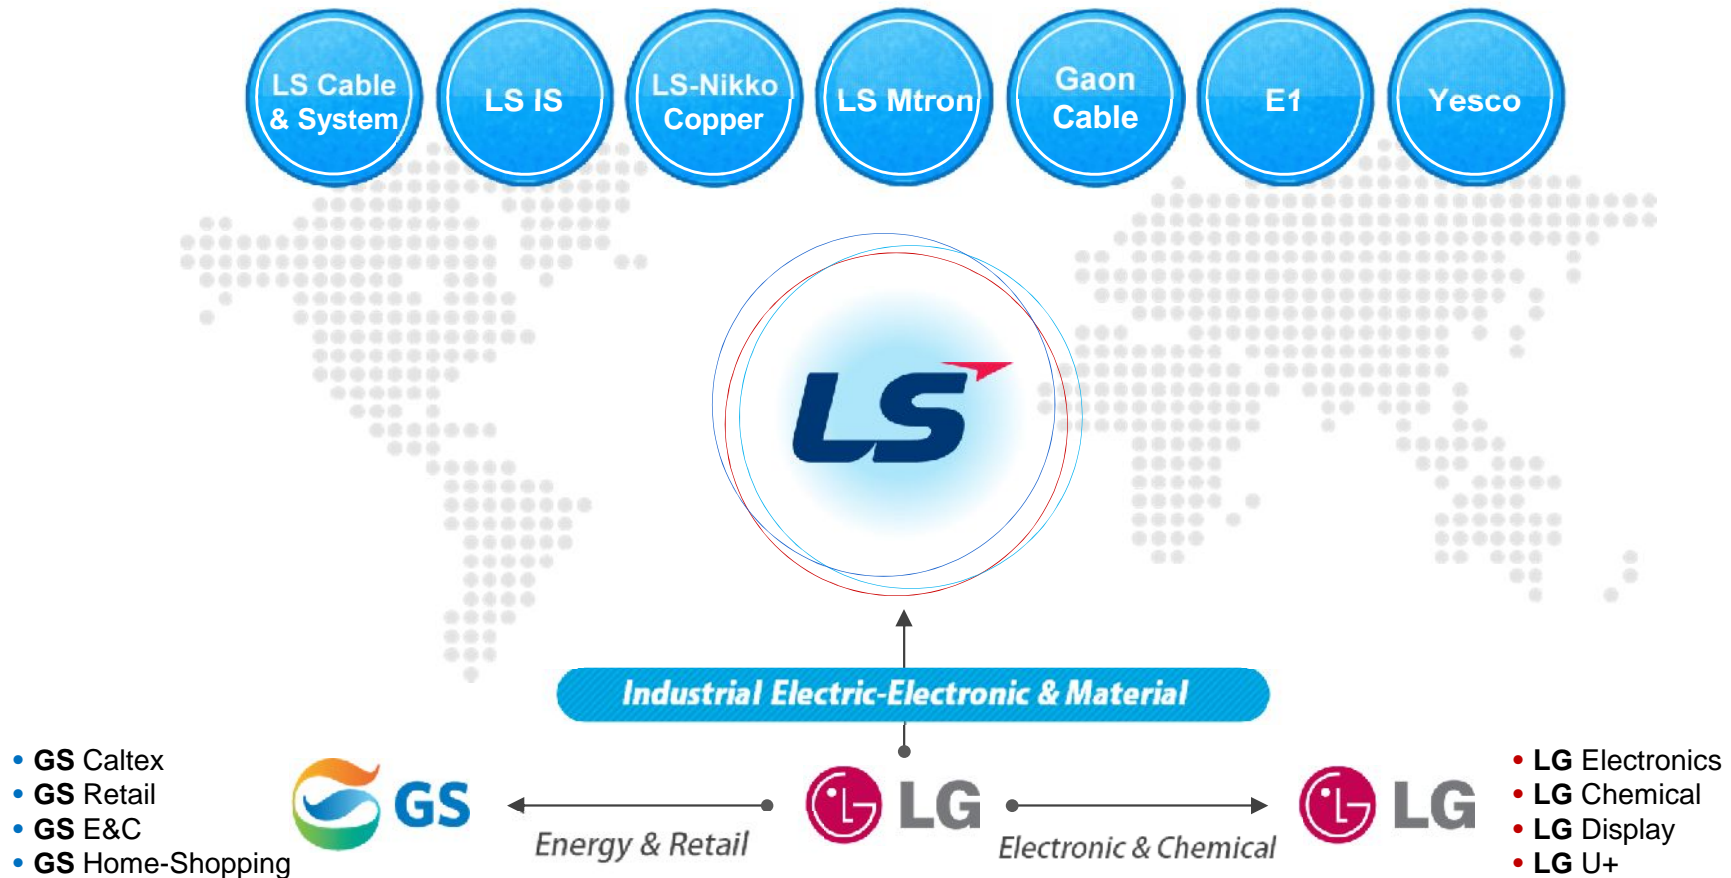 LS Cable
& System
LS IS
LS-Nikko
Copper
LS Mtron
Gaon
Cable
E1
Yesco
LS
Industrial Electric-Electronic & Material
• GS Caltex
• GS Retail
• GS E&C
• GS Home-Shopping
GS
Energy & Retail
LG
Electronic & Chemical
LG
• LG Electronics
• LG Chemical
• LG Display
• LG U+